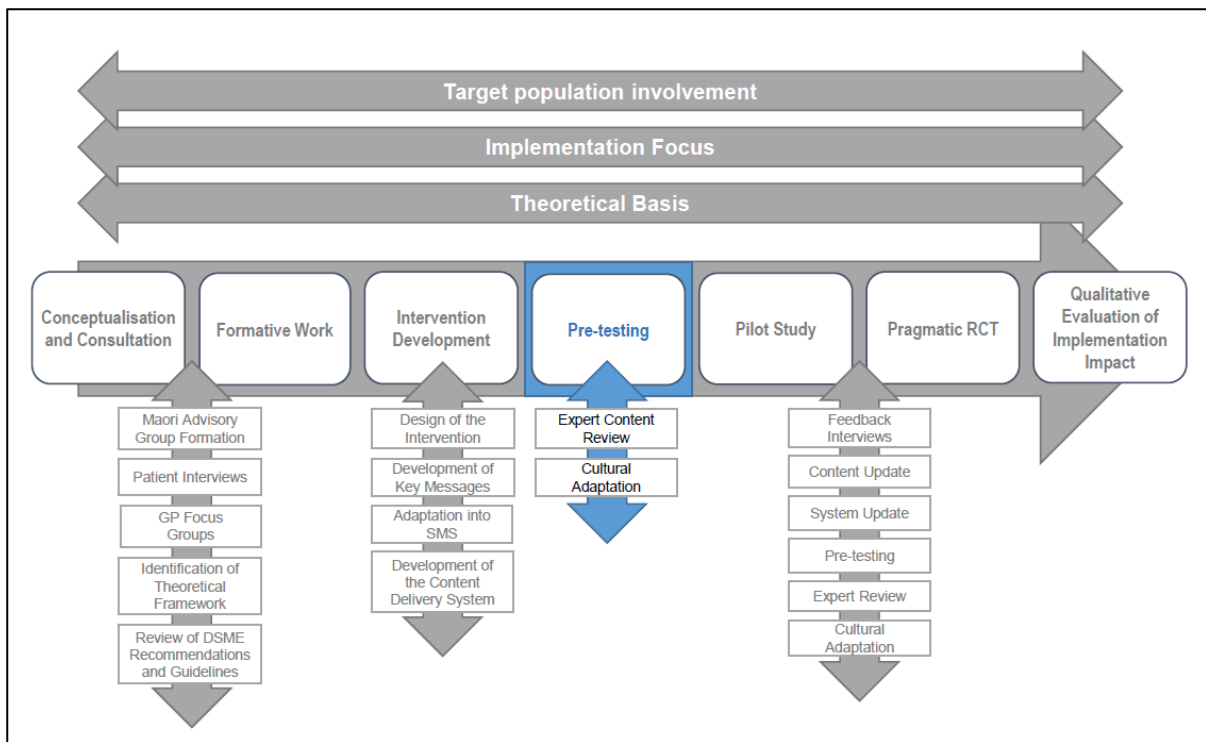 Target population involvement
Implementation Focus
Theoretical Basis
Conceptualisation
and Consultation
Formative Work
Intervention
Development
Pre-testing
Pilot Study
Pragmatic RCT
Qualitative
Evaluation of
Implementation
Impact
Maori Advisory
Group Formation
Patient Interviews
GP Focus
Groups
Identification of
Theoretical
Framework
Review of DSME
Recommendations
and Guidelines
Design of the
Intervention
Development of
Key Messages
Adaptation into
SMS
Development of
the Content
Delivery System
Expert Content
Review
Cultural
Adaptation
Feedback
Interviews
Content Update
System Update
Pre-testing
Expert Review
Cultural
Adaptation